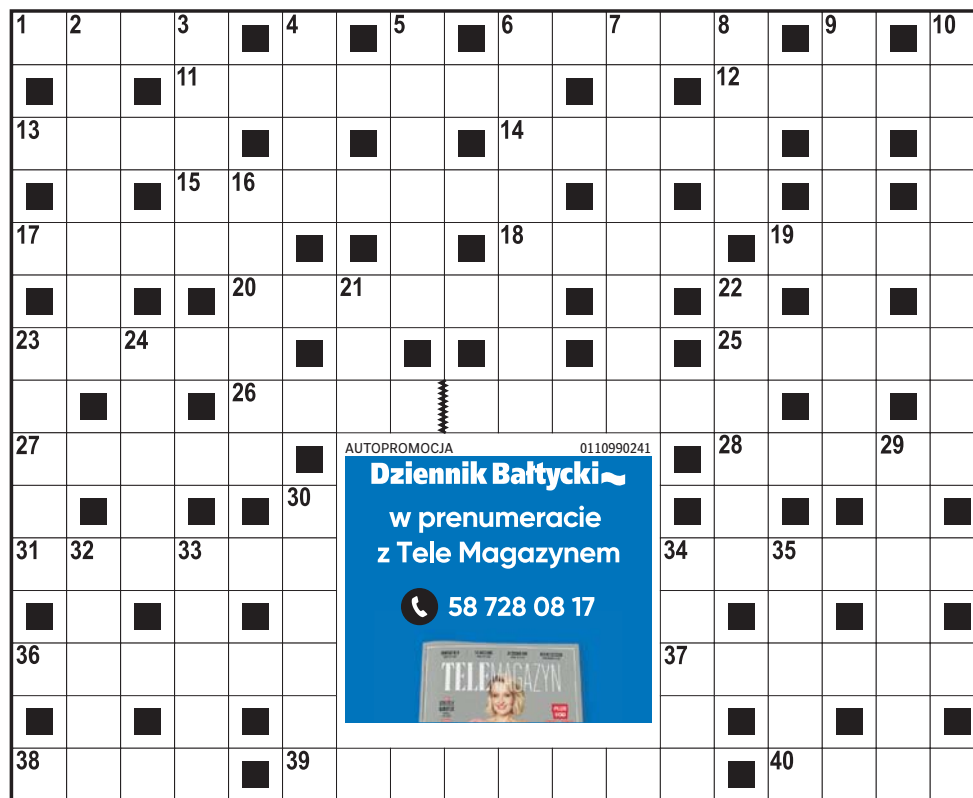 1 2 3 4 5 6 7 8 9 10
11 12
13 14
15 16
17 18 19
20 21 22
23 24 25
26
27 28 29
AUTOPROMOCJA 0110990241
Dziennik Bałtycki
30
w prenumeracie
z Tele Magazynem
31 32 33 34 35
58 728 08 17
36 37
TELEMAGAZYN
38 39 40